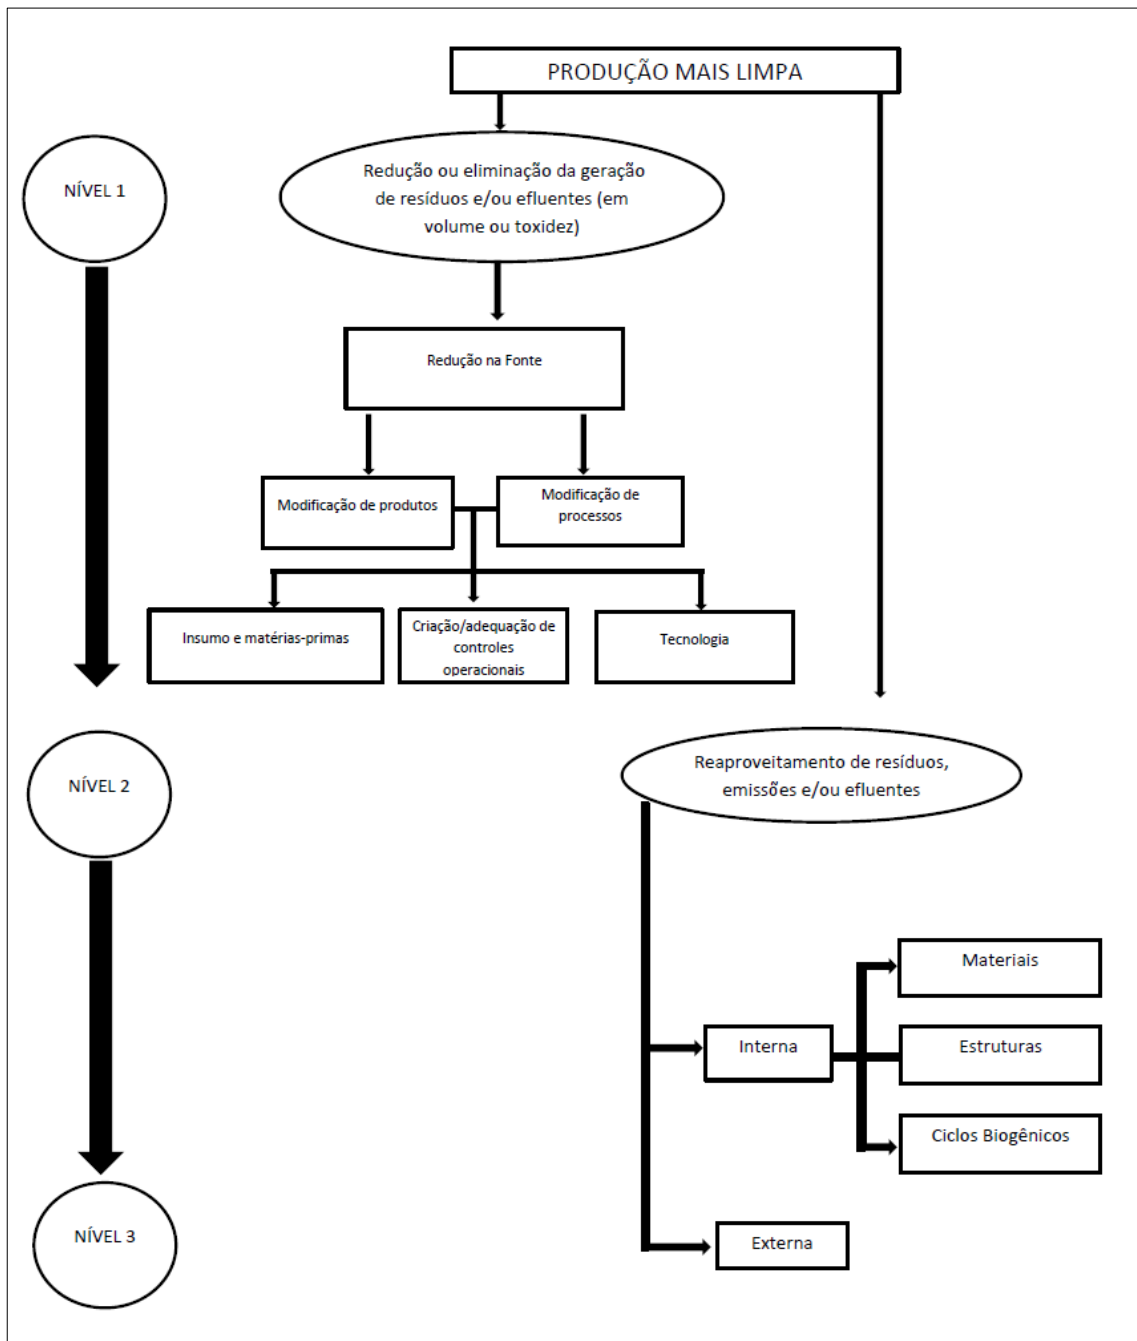 PRODUÇÃO MAIS LIMPA
NÍVEL 1
Redução ou eliminação da geração
de resíduos e/ou efluentes (em
volume ou toxidez)
Redução na Fonte
Modificação de produtos
Modificação de
processos
Insumo e matérias-primas
Criação/adequação de
controles
operacionais
Tecnologia
NÍVEL 2
Reaproveitamento de resíduos,
emissões e/ou efluentes
Materiais
Interna
Estruturas
Ciclos Biogênicos
NÍVEL 3
Externa